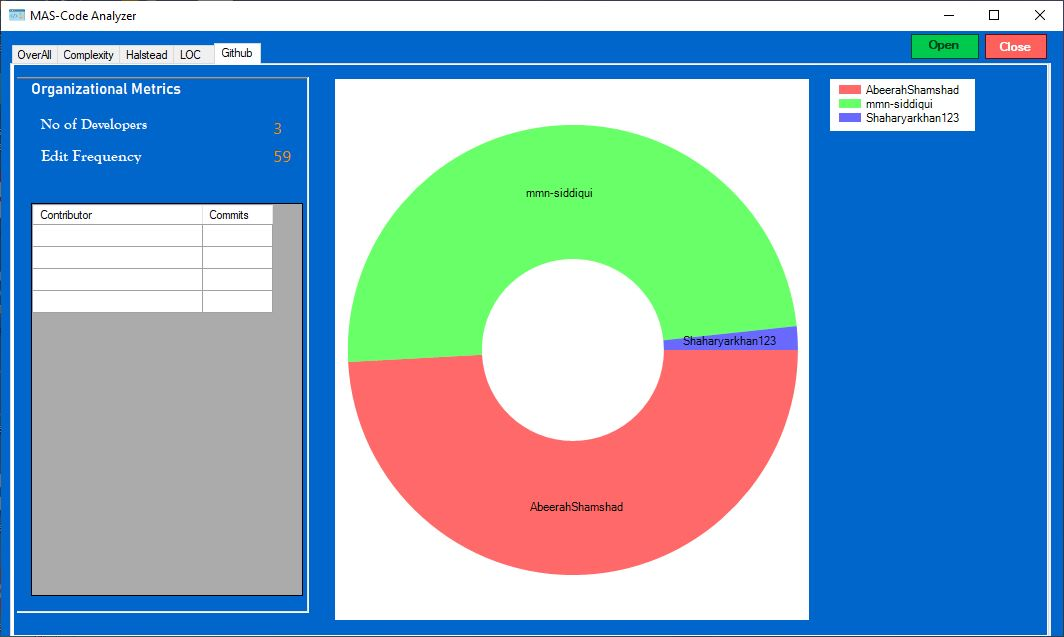 MAS-Code Analyzer
OverAll Complexity Halstead LOC Github
Open Close
Organizational Metrics
No of Developers 3
Edit Frequency 59
Contributor Commits
AbeerahShamshad
mmn-siddiqui
Shaharyarkhan123
mmn-siddiqui
Shaharyarkhan123
AbeerahShamshad